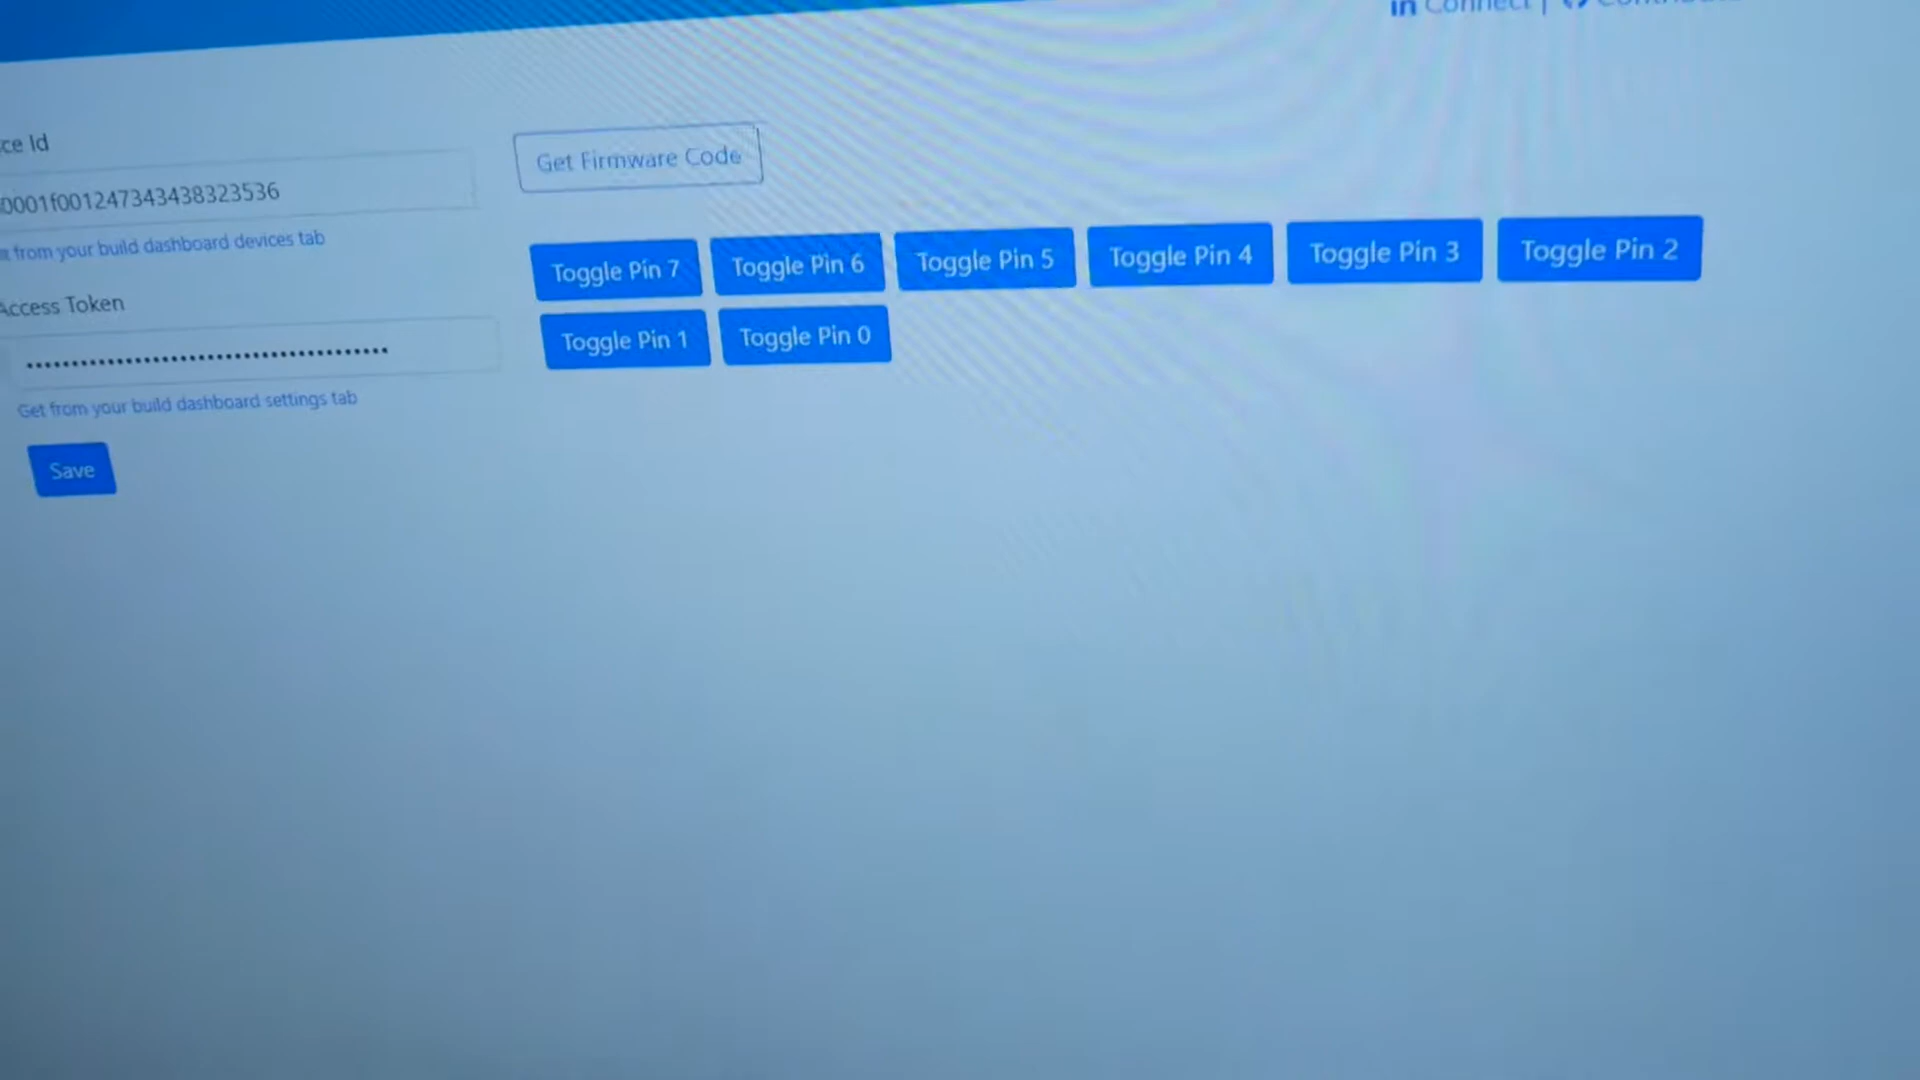 in Connect |
ce Id
0001f001247343438323536
from your build dashboard devices tab
Access Token
Get from your build dashboard settings tab
Save
Get Firmware Code
Toggle Pin 7 Toggle Pin 6 Toggle Pin 5 Toggle Pin 4 Toggle Pin 3 Toggle Pin 2
Toggle Pin 1 Toggle Pin 0